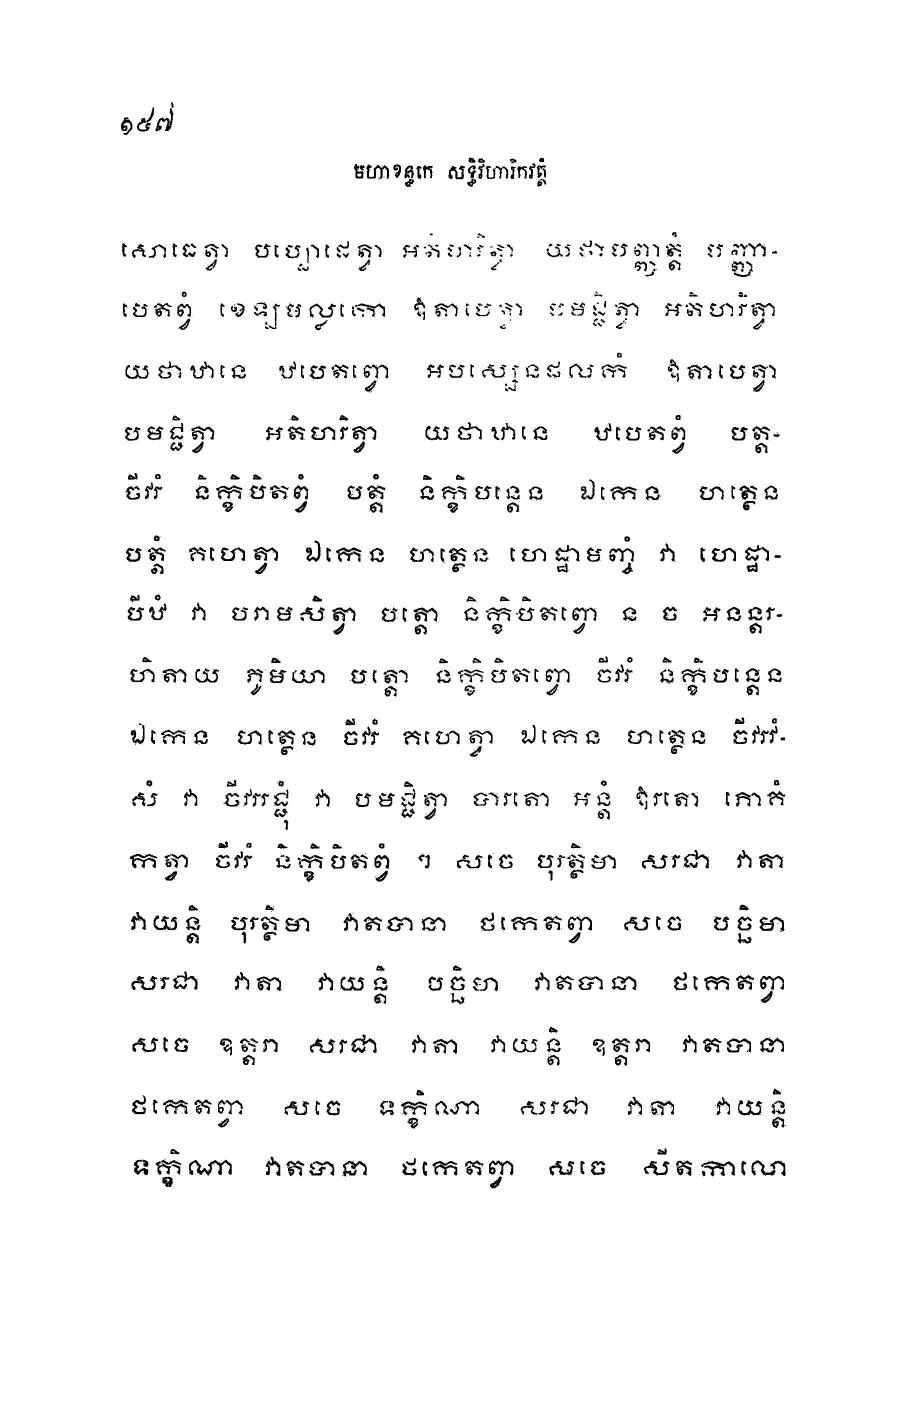 ១៩៧
មហាខន្ធកេ សទ្ធិវិហារិកវត្តំ
សោធេត្វា បប្ផោដេត្វា អតិហរិត្វា យថាបញ្ញត្តំ បញ្ញា-
បេតព្វំ ខេឡមល្លកោ ឱតាបេត្វា បមជ្ជិត្វា អតិហរិត្វា
យថាឋានេ ឋបេតព្វោ អបស្សេនផលកំ ឱតាបេត្វា
បមជ្ជិត្វា អតិហរិត្វា យថាឋានេ ឋបេតព្វំ បត្ត-
ចីវរំ និក្ខិបិតព្វំ បត្តំ និក្ខិបន្តេន ឯកេន ហត្ថេន
បត្តំ គហេត្វា ឯកេន ហត្ថេន ហេដ្ឋាមញ្ចំ វា ហេដ្ឋា-
បីឋំ វា បរាមសិត្វា បត្តោ និក្ខិបិតព្វោ ន ច អនន្តរ-
ហិតាយ ភូមិយា បត្តោ និក្ខិបិតព្វោ ចីវរំ និក្ខិបន្តេន
ឯកេន ហត្ថេន ចីវរំ គហេត្វា ឯកេន ហត្ថេន ចីវរវំ-
សំ វា ចីវររជ្ជុំ វា បមជ្ជិត្វា បារតោ អន្តំ ឱរតោ ភោគំ
កត្វា ចីវរំ និក្ខិបិតព្វំ ។ សចេ បុរត្ថិមា សរជា វាតា
វាយន្តិ បុរត្ថិមា វាតបានា ថកេតព្វា សចេ បច្ឆិមា
សរជា វាតា វាយន្តិ បច្ឆិមា វាតបានា ថកេតព្វា
សចេ ឧត្តរា សរជា វាតា វាយន្តិ ឧត្តរា វាតបានា
ថកេតព្វា សចេ ទក្ខិណា សរជា វាតា វាយន្តិ
ទក្ខិណា វាតបានា ថកេតព្វា សចេ សីតកាលោ